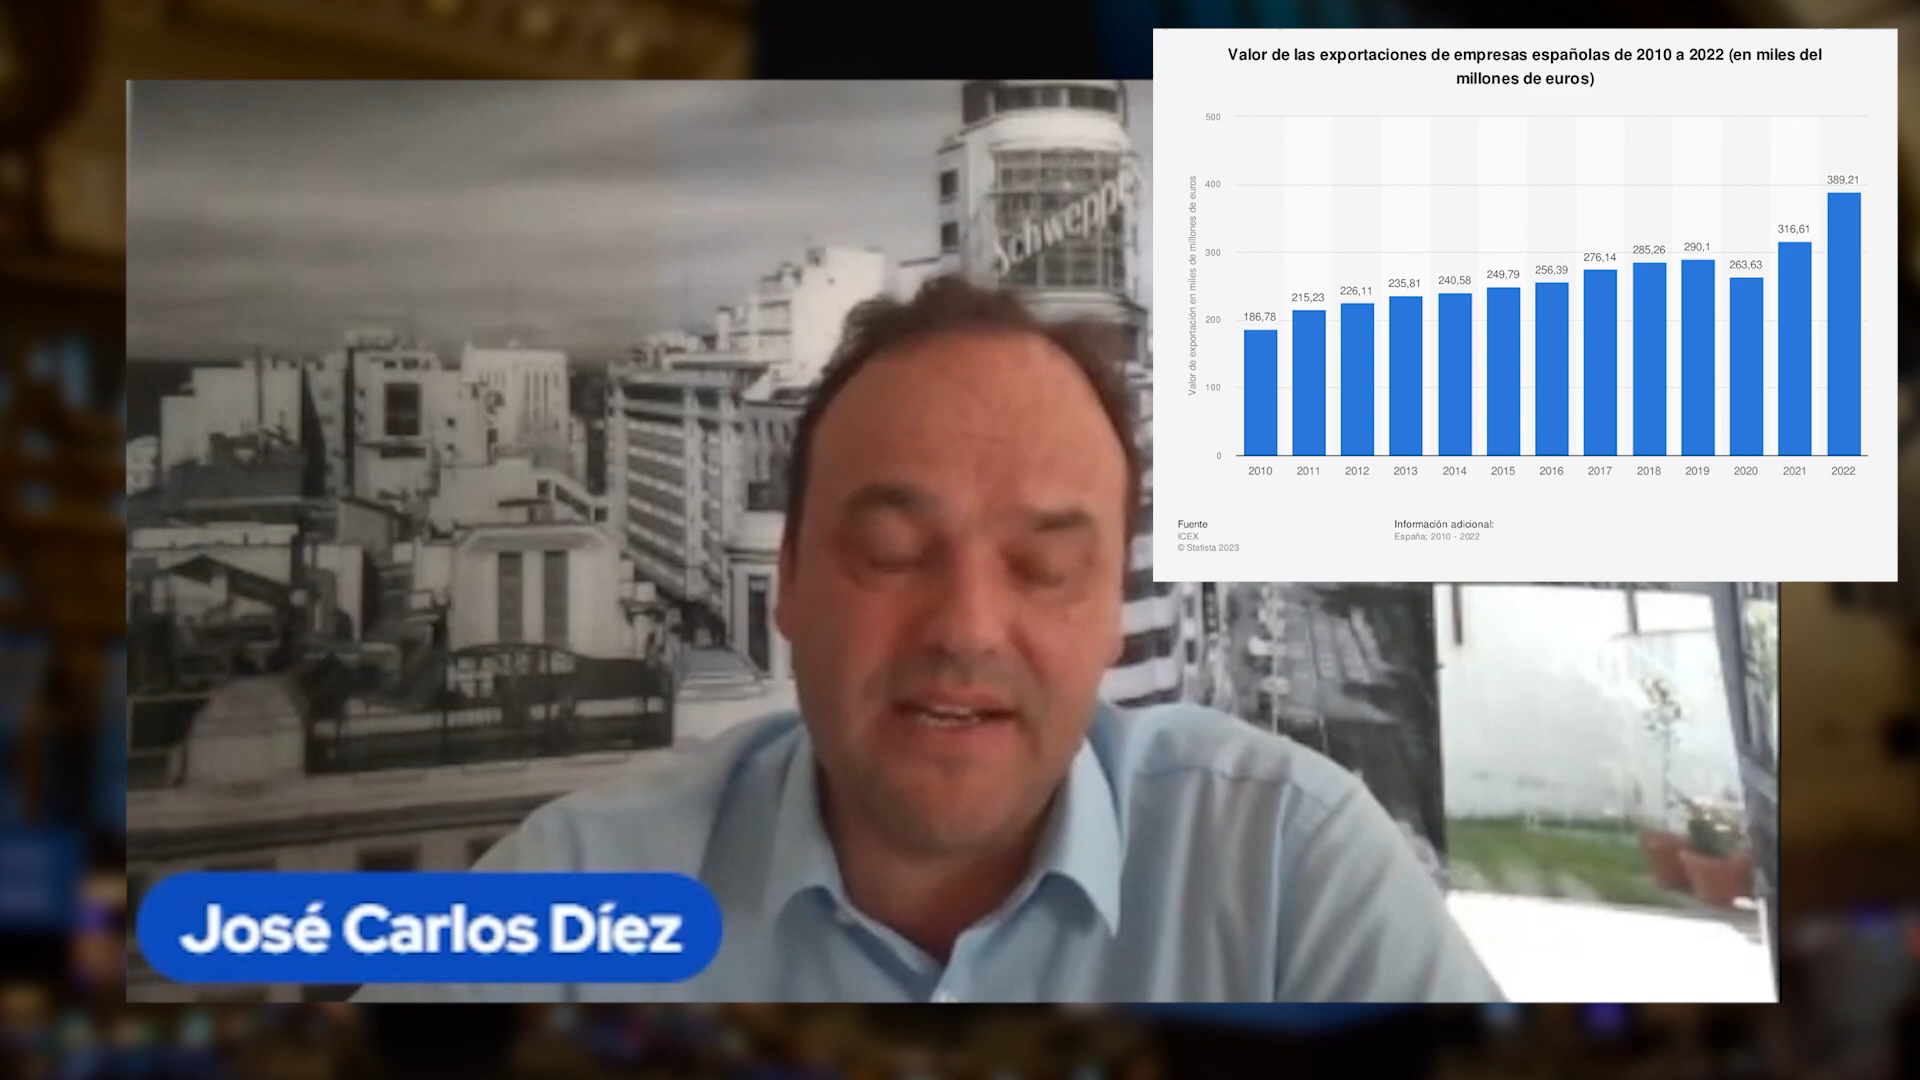 Valor de las exportaciones de empresas españolas de 2010 a 2022 (en miles del
millones de euros)
Valor de exportación en miles de millones de euros
500
400
300
200
100
0
186,78
215,23
226,11
235,81
240,58
249,79
256,39
276,14
285,26
290,1
263,63
316,61
389,21
2010 2011 2012 2013 2014 2015 2016 2017 2018 2019 2020 2021 2022
Fuente
ICEX
© Statista 2023
Información adicional:
España; 2010 - 2022
Schweppe
José Carlos Díez